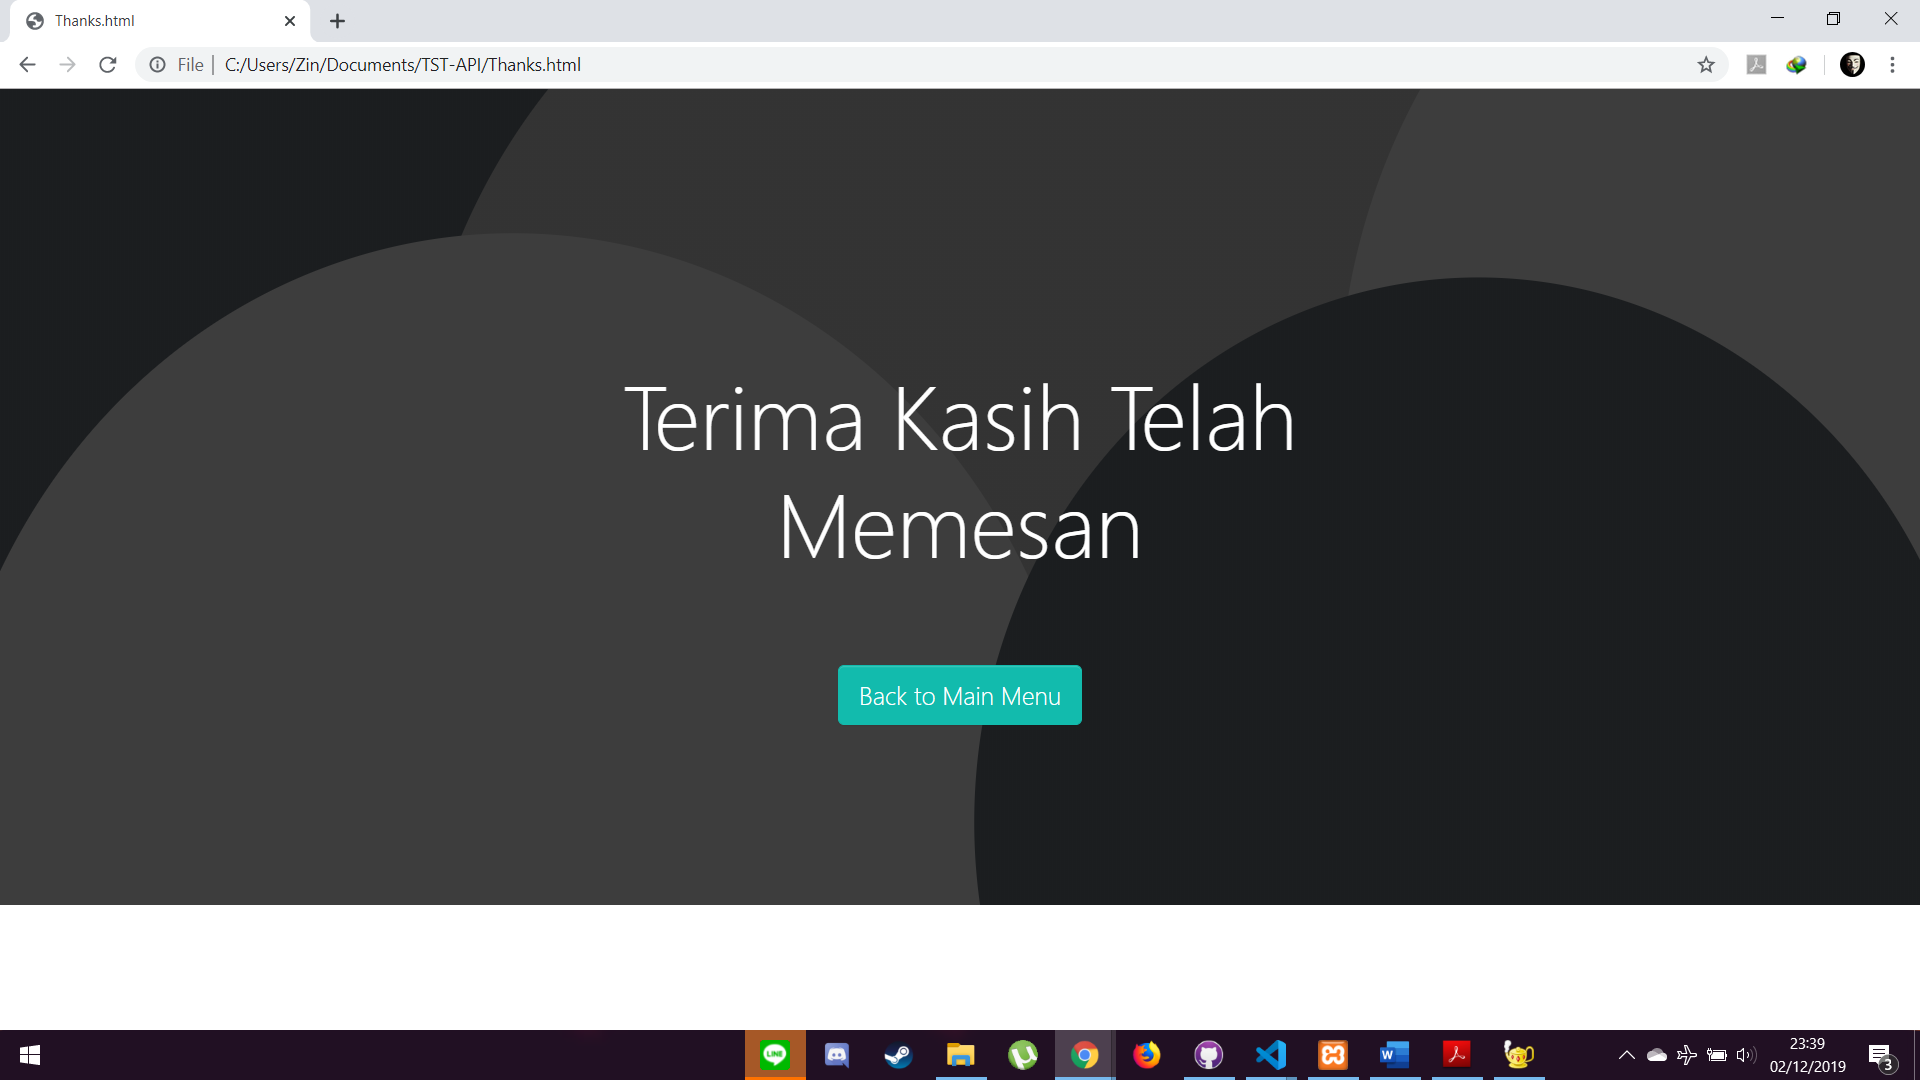 Thanks.html
File
C:/Users/Zin/Documents/TST-API/Thanks.html
Terima Kasih Telah
Memesan
Back to Main Menu
LINE
23:39
02/12/2019
3